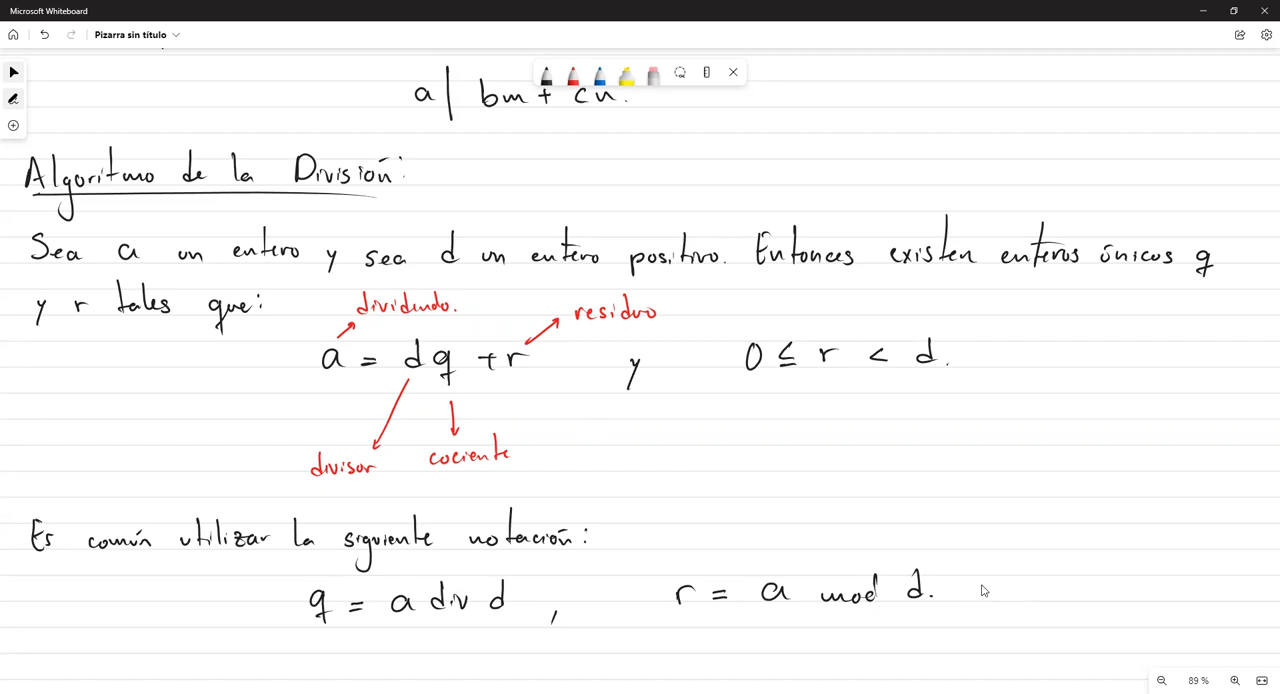 Microsoft Whiteboard
Pizarra sin título
a | bm + cn.
Algoritmo de la División:
Sea a un entero y sea d un entero positivo. Entonces existen enteros únicos q
y r tales que:
dividendo.
residuo
a = dq + r y 0 ≤ r < d.
divisor
cociente
Es común utilizar la siguiente notación:
q = a div d , r = a mod d.
89 %